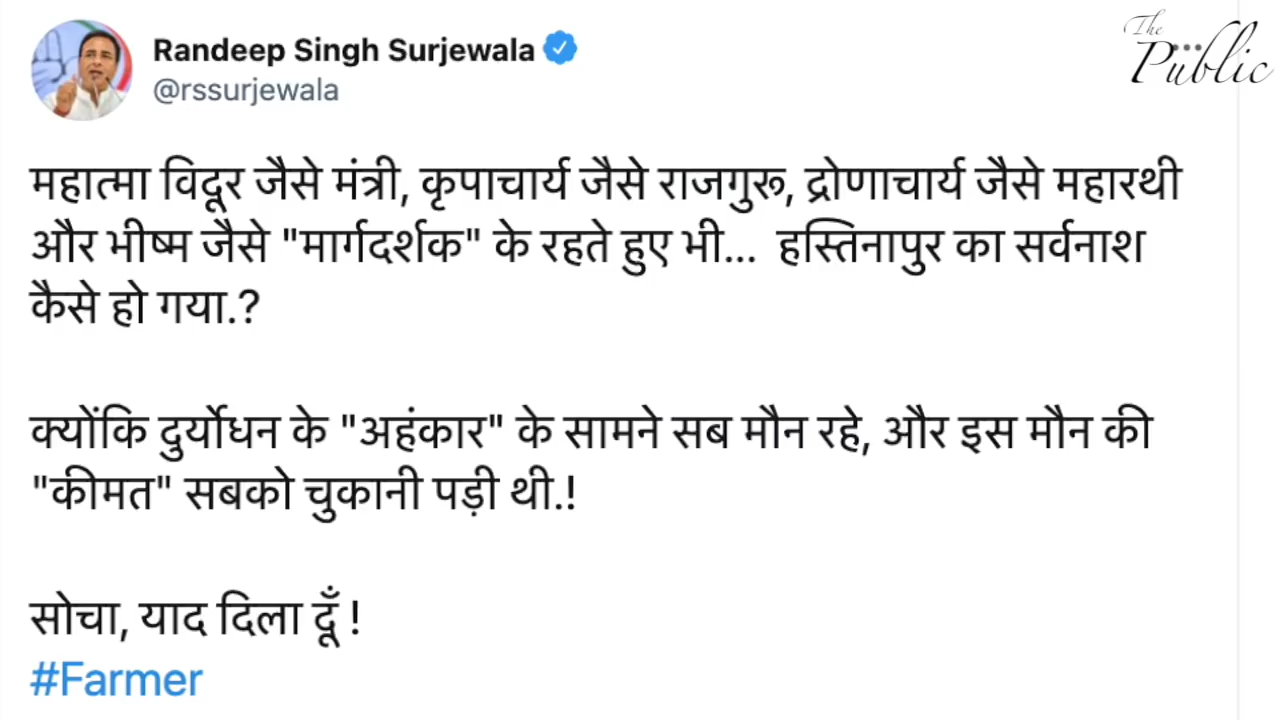 The Public
Randeep Singh Surjewala
@rssurjewala
महात्मा विदूर जैसे मंत्री, कृपाचार्य जैसे राजगुरू, द्रोणाचार्य जैसे महारथी
और भीष्म जैसे "मार्गदर्शक" के रहते हुए भी... हस्तिनापुर का सर्वनाश
कैसे हो गया.?
क्योंकि दुर्योधन के "अहंकार" के सामने सब मौन रहे, और इस मौन की
"कीमत" सबको चुकानी पड़ी थी.!
सोचा, याद दिला दूँ !
#Farmer